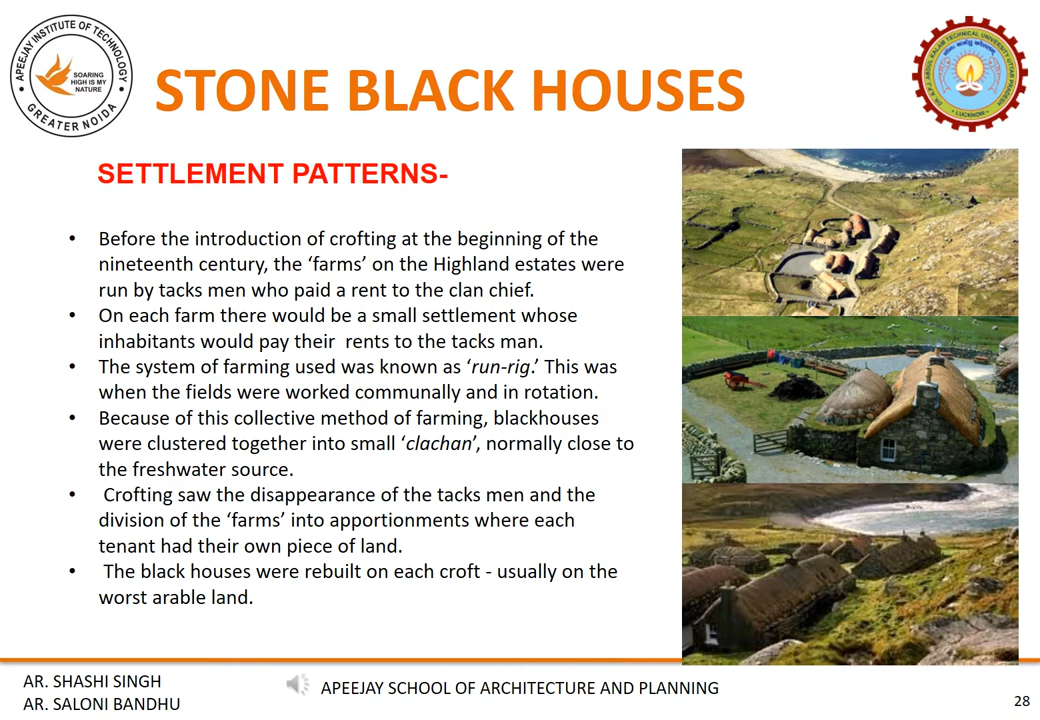 APEEJAY INSTITUTE OF TECHNOLOGY
SOARING
HIGH IS MY
NATURE
GREATER NOIDA
STONE BLACK HOUSES
DR. A.P.J. ABDUL KALAM TECHNICAL UNIVERSITY UTTAR PRADESH
LUCKNOW
SETTLEMENT PATTERNS-
• Before the introduction of crofting at the beginning of the
nineteenth century, the ‘farms’ on the Highland estates were
run by tacks men who paid a rent to the clan chief.
• On each farm there would be a small settlement whose
inhabitants would pay their rents to the tacks man.
• The system of farming used was known as ‘run-rig.’ This was
when the fields were worked communally and in rotation.
• Because of this collective method of farming, blackhouses
were clustered together into small ‘clachan’, normally close to
the freshwater source.
• Crofting saw the disappearance of the tacks men and the
division of the ‘farms’ into apportionments where each
tenant had their own piece of land.
• The black houses were rebuilt on each croft - usually on the
worst arable land.
AR. SHASHI SINGH
AR. SALONI BANDHU
APEEJAY SCHOOL OF ARCHITECTURE AND PLANNING
28